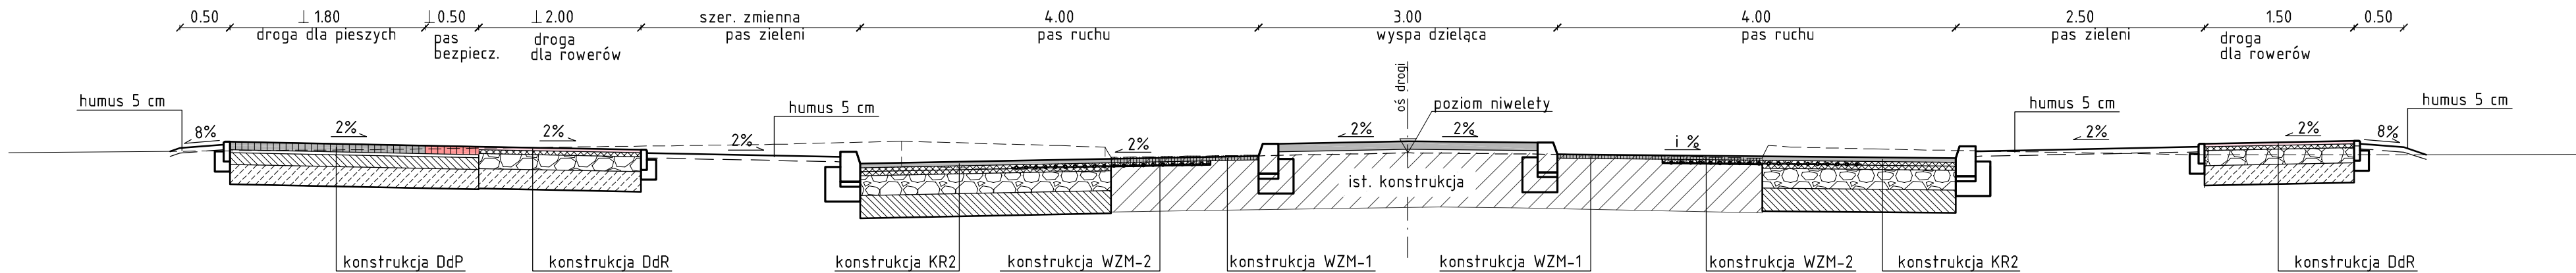 0.50
⊥ 1.80
⊥ 0.50
⊥ 2.00
szer. zmienna
4.00
3.00
4.00
2.50
1.50
0.50
droga dla pieszych
pas
bezpiecz.
droga
dla rowerów
pas zieleni
pas ruchu
wyspa dzieląca
pas ruchu
pas zieleni
droga
dla rowerów
oś drogi
humus 5 cm
humus 5 cm
poziom niwelety
humus 5 cm
humus 5 cm
8%
2%
2%
2%
2%
2%
2%
i %
2%
2%
8%
ist. konstrukcja
konstrukcja DdP
konstrukcja DdR
konstrukcja KR2
konstrukcja WZM-2
konstrukcja WZM-1
konstrukcja WZM-1
konstrukcja WZM-2
konstrukcja KR2
konstrukcja DdR